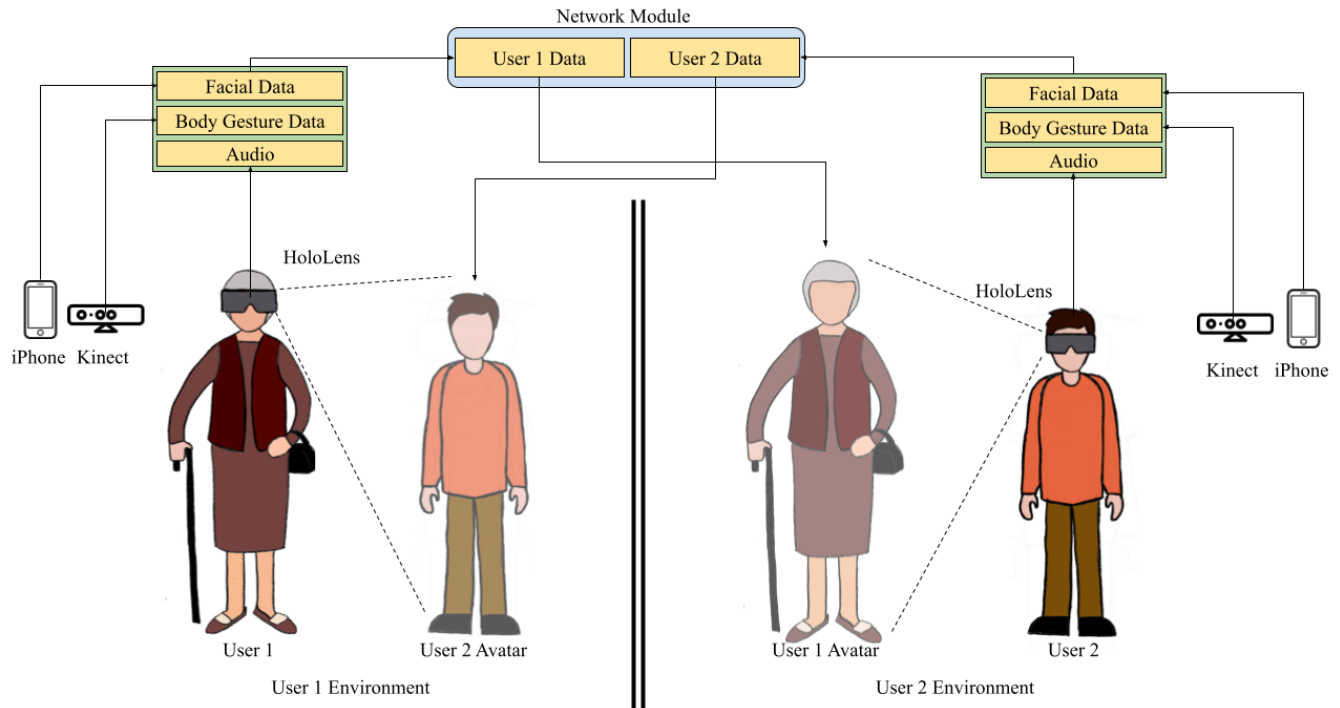 Network Module
User 1 Data
User 2 Data
Facial Data
Body Gesture Data
Audio
Facial Data
Body Gesture Data
Audio
HoloLens
HoloLens
iPhone
Kinect
Kinect
iPhone
User 1
User 2 Avatar
User 1 Avatar
User 2
User 1 Environment
User 2 Environment